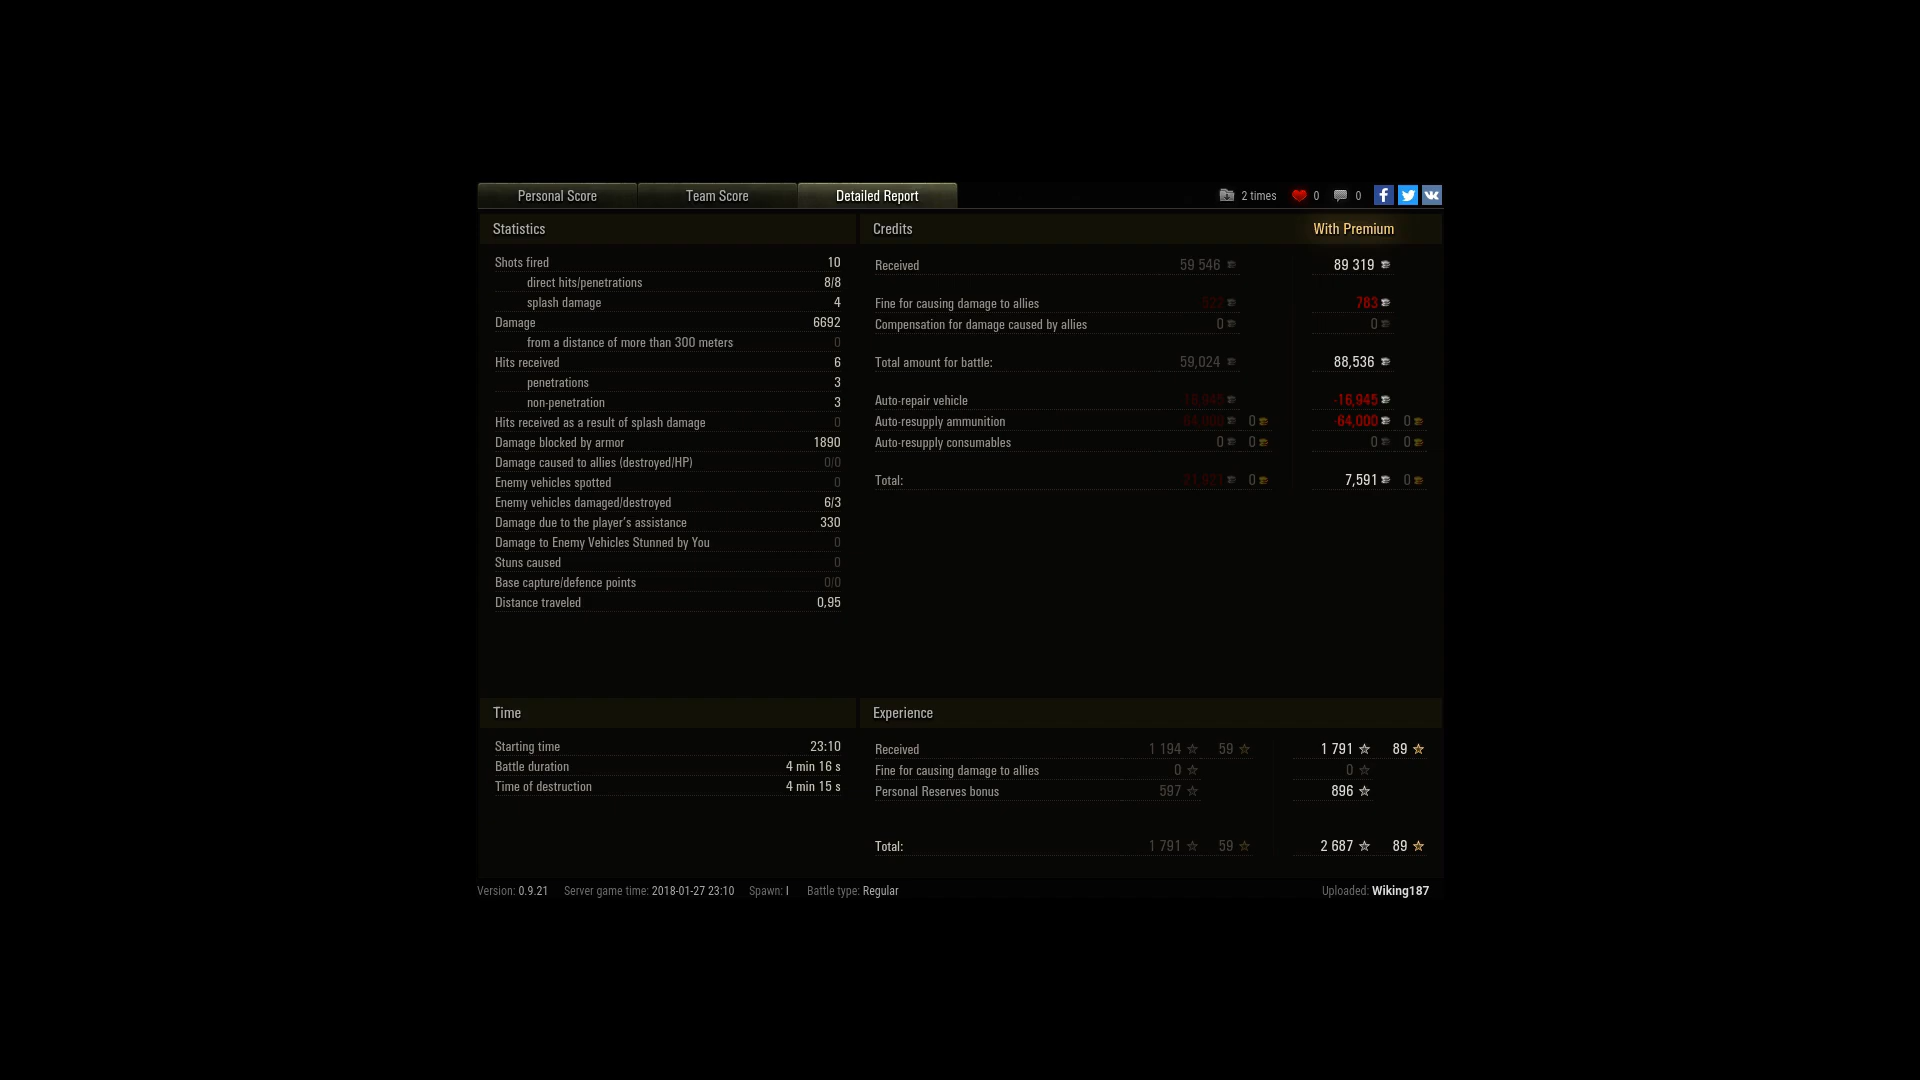 Personal Score Team Score Detailed Report 2 times 0 0
Statistics
Shots fired 10
direct hits/penetrations 8/8
splash damage 4
Damage 6692
from a distance of more than 300 meters 0
Hits received 6
penetrations 3
non-penetration 3
Hits received as a result of splash damage 0
Damage blocked by armor 1890
Damage caused to allies (destroyed/HP) 0/0
Enemy vehicles spotted 0
Enemy vehicles damaged/destroyed 6/3
Damage due to the player's assistance 330
Damage to Enemy Vehicles Stunned by You 0
Stuns caused 0
Base capture/defence points 0/0
Distance traveled 0,95
Credits With Premium
Received 59 546 89 319
Fine for causing damage to allies 522 783
Compensation for damage caused by allies 0 0
Total amount for battle: 59,024 88,536
Auto-repair vehicle -16,945
Auto-resupply ammunition 0 -64,000 0
Auto-resupply consumables 0 0 0 0
Total: 0 7,591 0
Time
Starting time 23:10
Battle duration 4 min 16 s
Time of destruction 4 min 15 s
Experience
Received 1 194 59 1 791 89
Fine for causing damage to allies 0 0
Personal Reserves bonus 597 896
Total: 1 791 59 2 687 89
Version: 0.9.21 Server game time: 2018-01-27 23:10 Spawn: I Battle type: Regular Uploaded: Wiking187